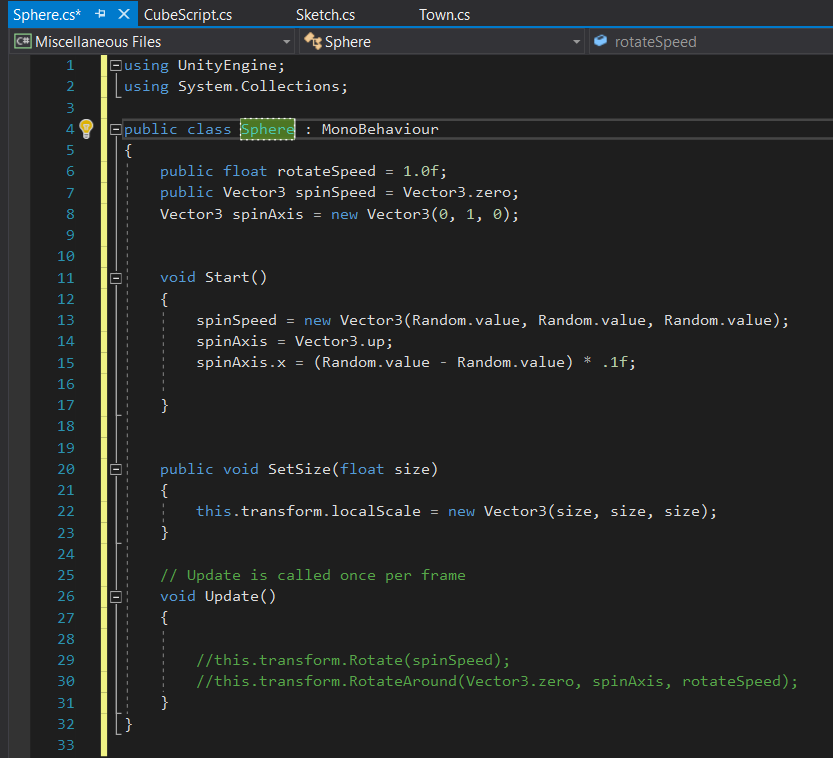 Sphere.cs* CubeScript.cs Sketch.cs Town.cs
C# Miscellaneous Files Sphere rotateSpeed
1 using UnityEngine;
2 using System.Collections;
3
4 public class Sphere : MonoBehaviour
5 {
6 public float rotateSpeed = 1.0f;
7 public Vector3 spinSpeed = Vector3.zero;
8 Vector3 spinAxis = new Vector3(0, 1, 0);
9
10
11 void Start()
12 {
13 spinSpeed = new Vector3(Random.value, Random.value, Random.value);
14 spinAxis = Vector3.up;
15 spinAxis.x = (Random.value - Random.value) * .1f;
16
17 }
18
19
20 public void SetSize(float size)
21 {
22 this.transform.localScale = new Vector3(size, size, size);
23 }
24
25 // Update is called once per frame
26 void Update()
27 {
28
29 //this.transform.Rotate(spinSpeed);
30 //this.transform.RotateAround(Vector3.zero, spinAxis, rotateSpeed);
31 }
32 }
33